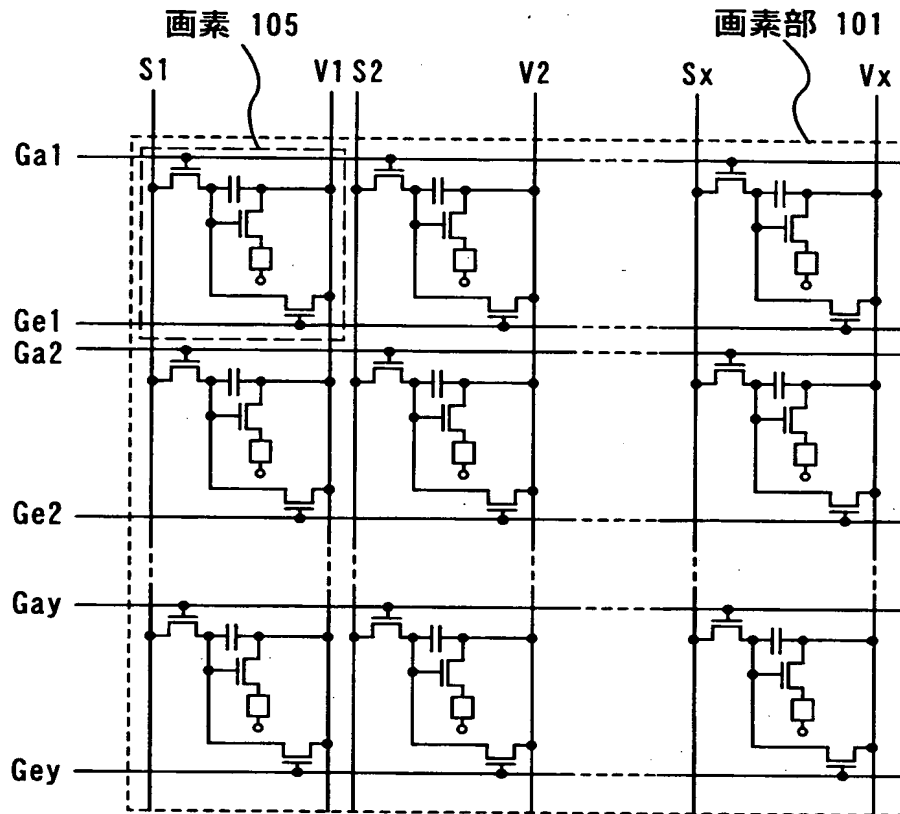 画素 105
画素部 101
S1
V1
S2
V2
Sx
Vx
Ga1
Ge1
Ga2
Ge2
Gay
Gey